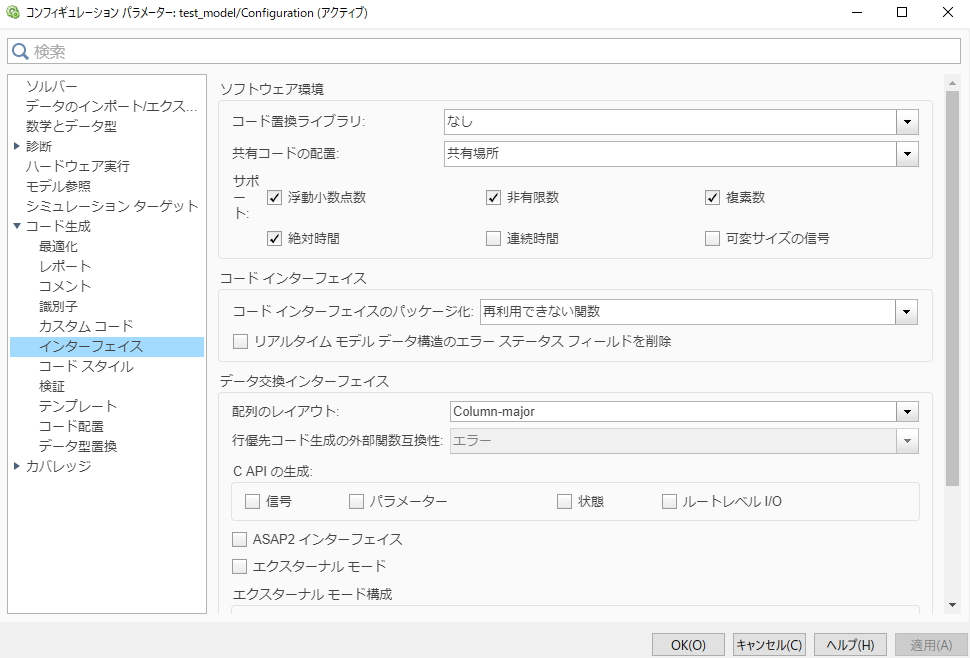 コンフィギュレーション パラメーター: test_model/Configuration (アクティブ)
検索
ソルバー
データのインポート/エクス...
数学とデータ型
診断
ハードウェア実行
モデル参照
シミュレーション ターゲット
コード生成
最適化
レポート
コメント
識別子
カスタム コード
インターフェイス
コード スタイル
検証
テンプレート
コード配置
データ型置換
カバレッジ
ソフトウェア環境
コード置換ライブラリ: なし
共有コードの配置: 共有場所
サポート:
浮動小数点数 非有限数 複素数
絶対時間 連続時間 可変サイズの信号
コード インターフェイス
コード インターフェイスのパッケージ化: 再利用できない関数
リアルタイム モデル データ構造のエラー ステータス フィールドを削除
データ交換インターフェイス
配列のレイアウト: Column-major
行優先コード生成の外部関数互換性: エラー
C API の生成:
信号 パラメーター 状態 ルートレベル I/O
ASAP2 インターフェイス
エクスターナル モード
エクスターナル モード構成
OK(O) キャンセル(C) ヘルプ(H) 適用(A)